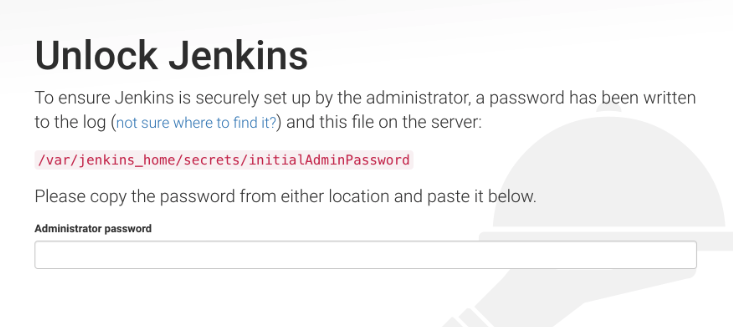 Unlock Jenkins
To ensure Jenkins is securely set up by the administrator, a password has been written
to the log (not sure where to find it?) and this file on the server:
/var/jenkins_home/secrets/initialAdminPassword
Please copy the password from either location and paste it below.
Administrator password